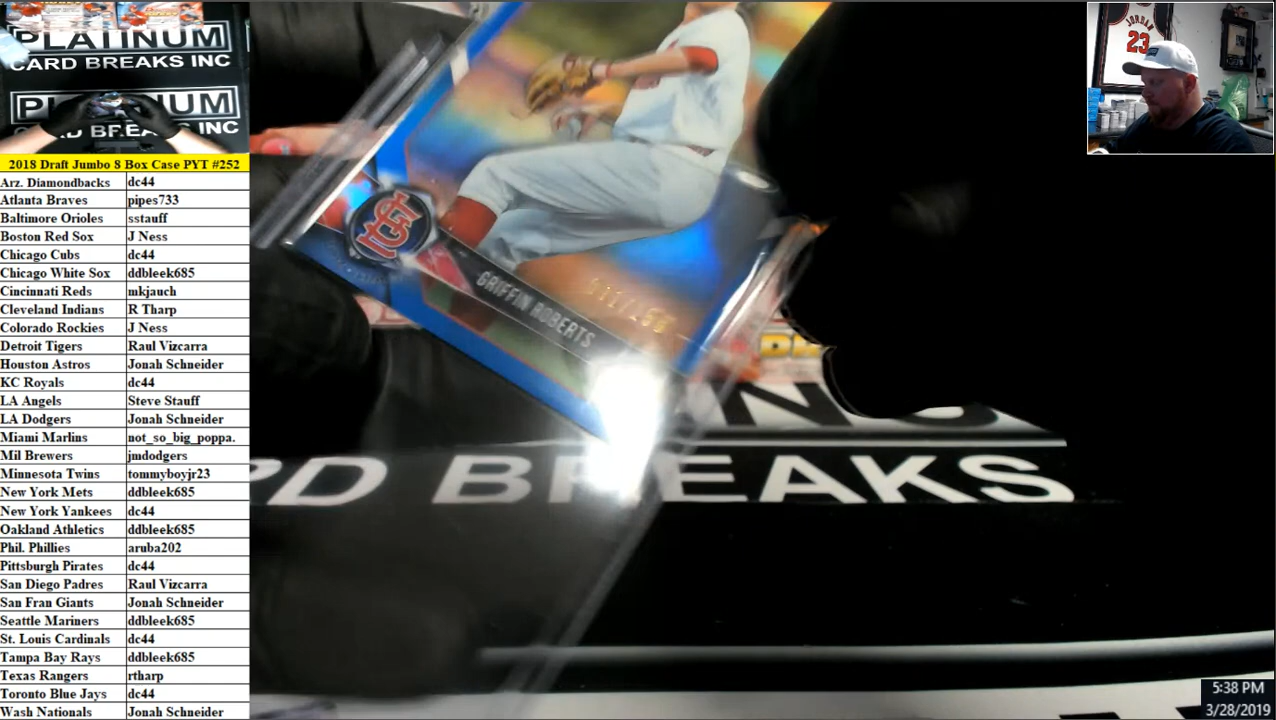 PLATINUM
CARD BREAKS INC
PLATINUM
CARD BREAKS INC
2018 Draft Jumbo 8 Box Case PYT #252
Arz. Diamondbacks dc44
Atlanta Braves pipes733
Baltimore Orioles sstauff
Boston Red Sox J Ness
Chicago Cubs dc44
Chicago White Sox ddbleek685
Cincinnati Reds mkjauch
Cleveland Indians R Tharp
Colorado Rockies J Ness
Detroit Tigers Raul Vizcarra
Houston Astros Jonah Schneider
KC Royals dc44
LA Angels Steve Stauff
LA Dodgers Jonah Schneider
Miami Marlins not_so_big_poppa.
Mil Brewers jmdodgers
Minnesota Twins tommyboyjr23
New York Mets ddbleek685
New York Yankees dc44
Oakland Athletics ddbleek685
Phil. Phillies aruba202
Pittsburgh Pirates dc44
San Diego Padres Raul Vizcarra
San Fran Giants Jonah Schneider
Seattle Mariners ddbleek685
St. Louis Cardinals dc44
Tampa Bay Rays ddbleek685
Texas Rangers rtharp
Toronto Blue Jays dc44
Wash Nationals Jonah Schneider
GRIFFIN ROBERTS
RD BREAKS
JORDAN
23
5:38 PM
3/28/2019